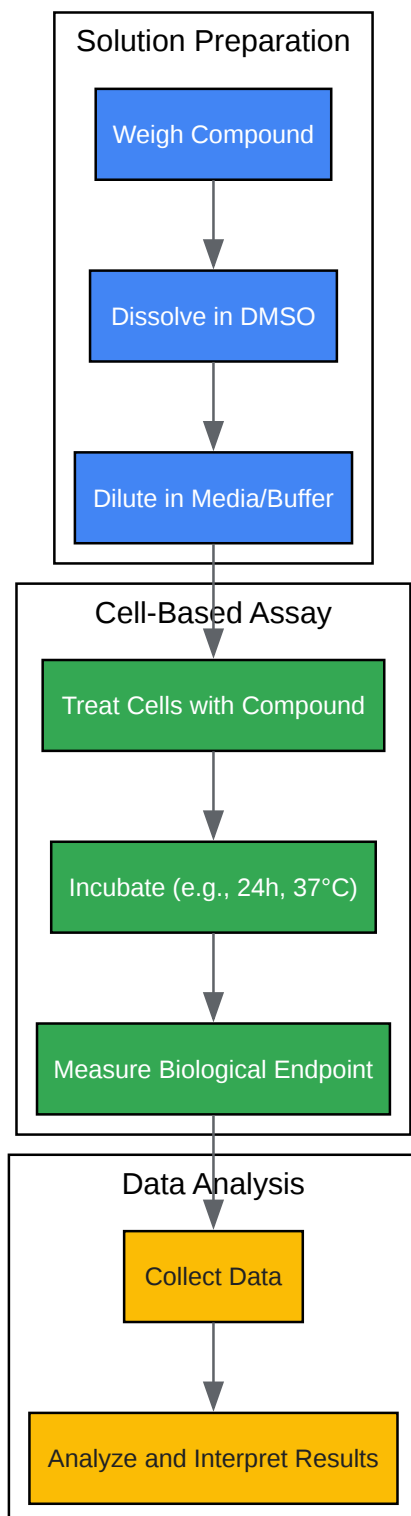 Solution Preparation
Weigh Compound
Dissolve in DMSO
Dilute in Media/Buffer
Cell-Based Assay
Treat Cells with Compound
Incubate (e.g., 24h, 37°C)
Measure Biological Endpoint
Data Analysis
Collect Data
Analyze and Interpret Results